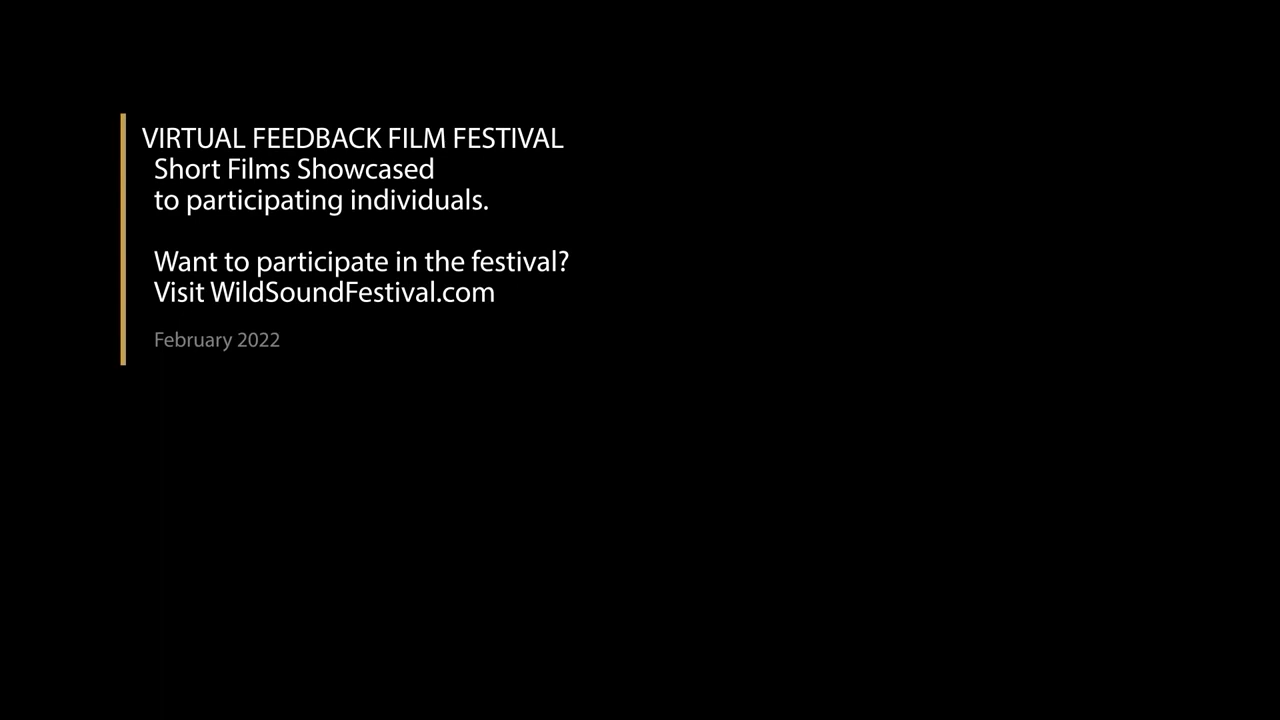 VIRTUAL FEEDBACK FILM FESTIVAL
Short Films Showcased
to participating individuals.
Want to participate in the festival?
Visit WildSoundFestival.com
February 2022